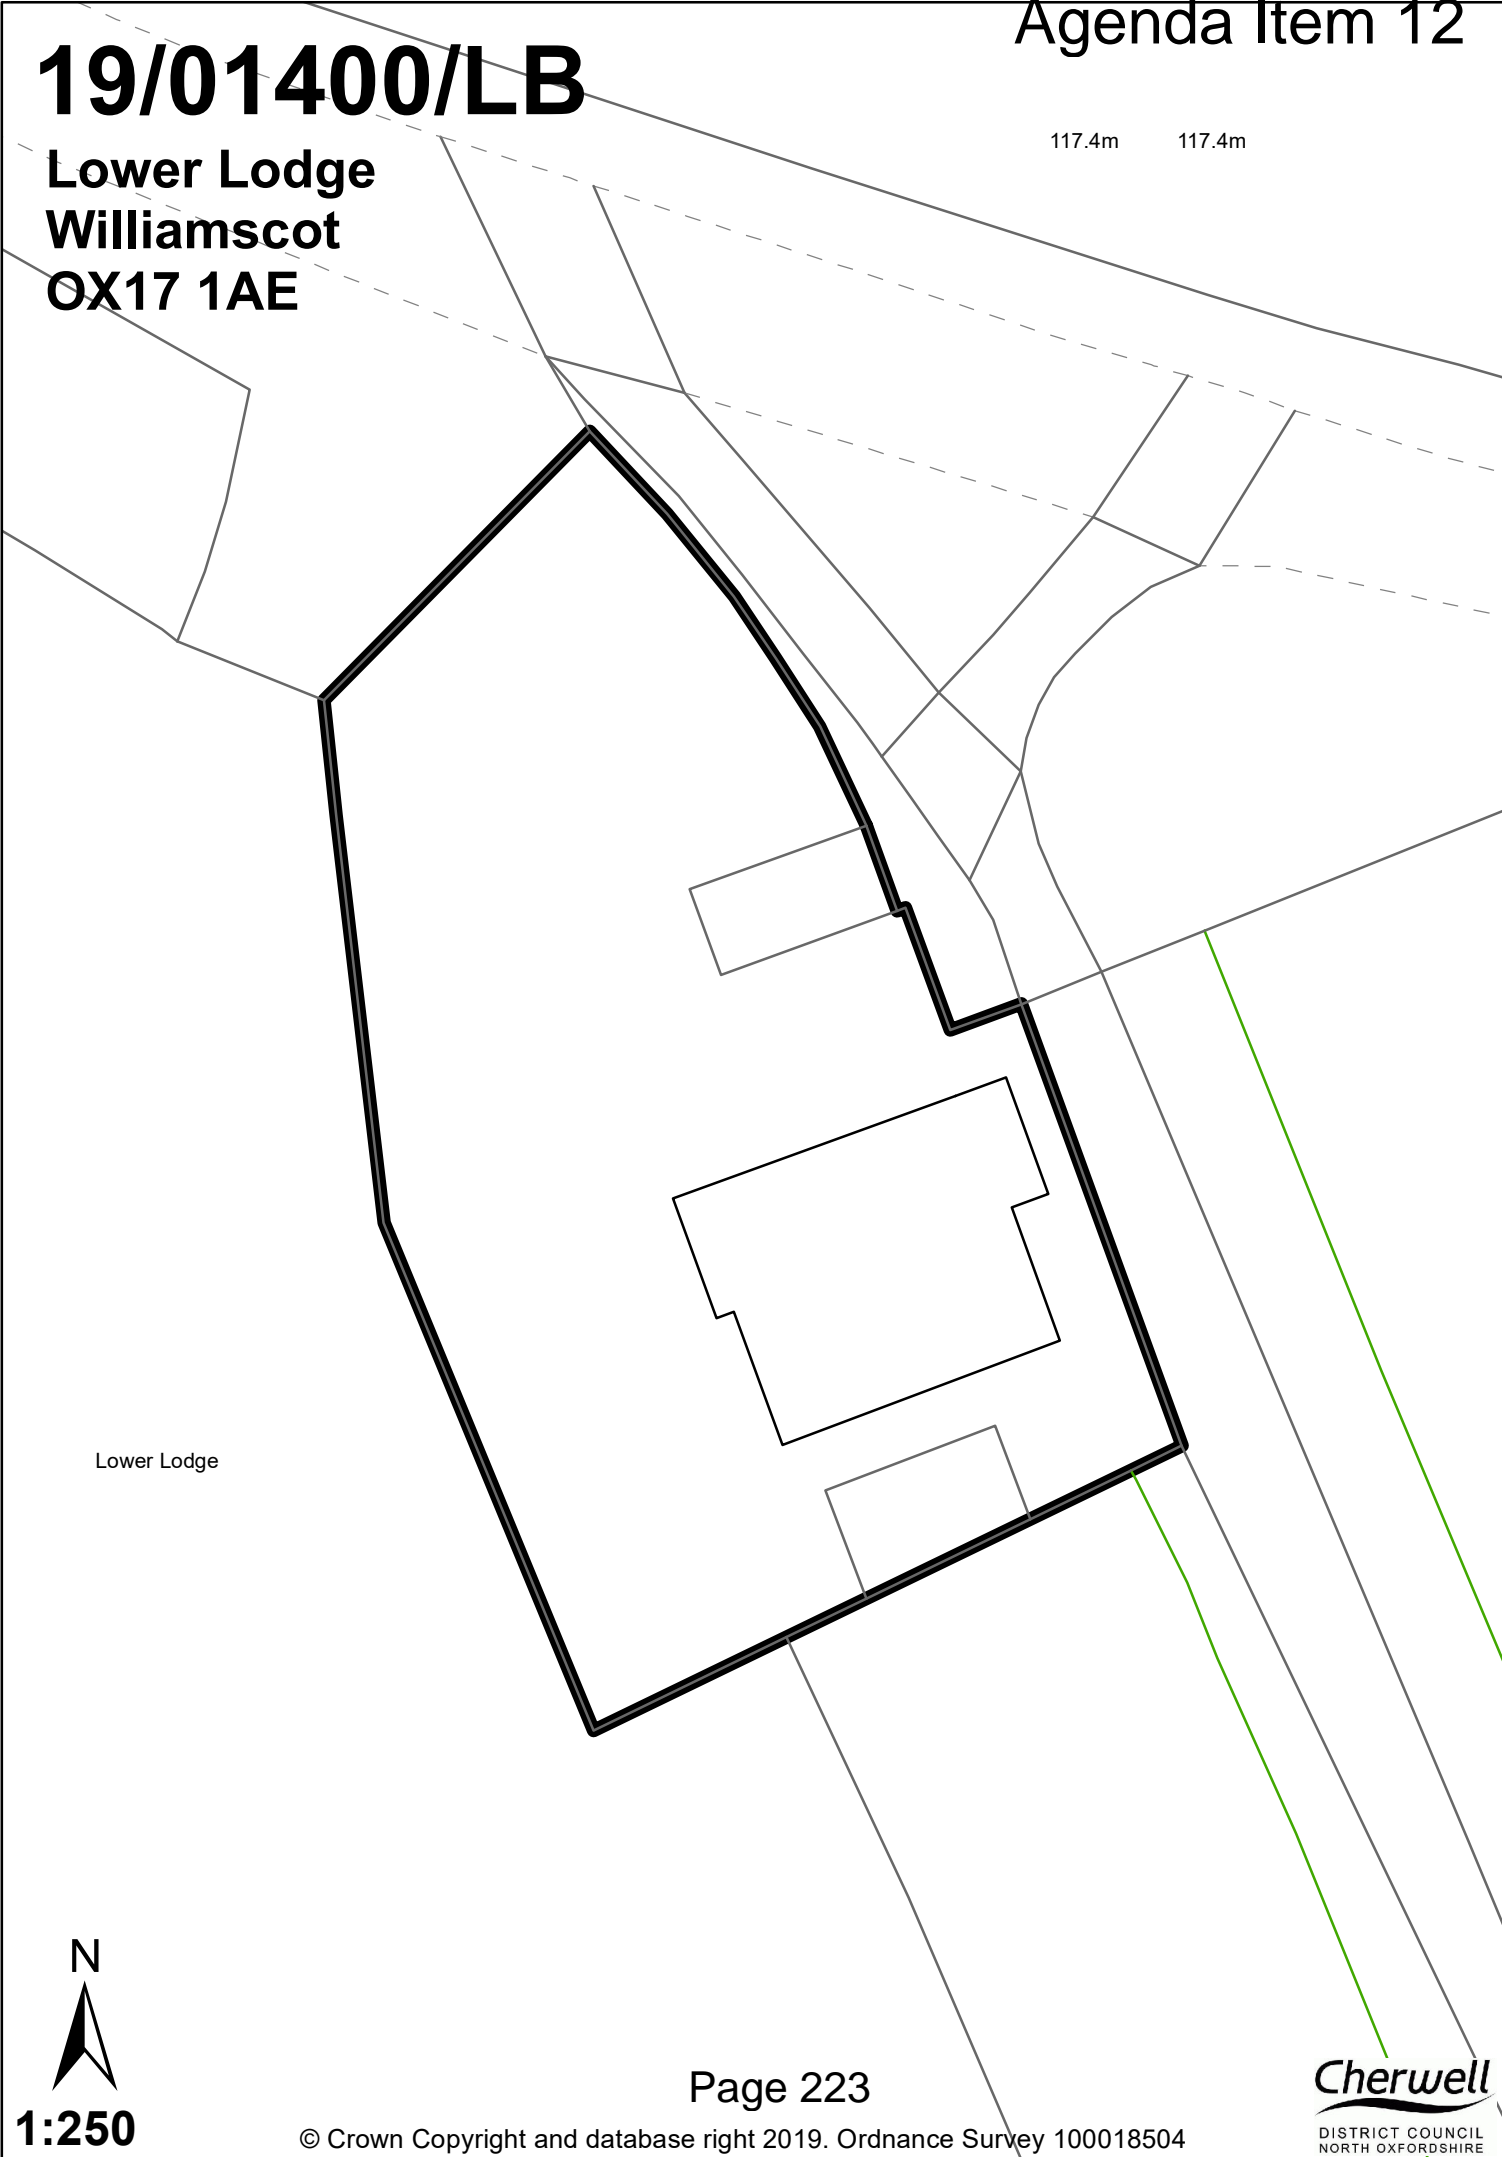 Agenda Item 12
19/01400/LB
Lower Lodge
Williamscot
OX17 1AE
117.4m 117.4m
Lower Lodge
N
1:250
Page 223
© Crown Copyright and database right 2019. Ordnance Survey 100018504
Cherwell
DISTRICT COUNCIL
NORTH OXFORDSHIRE